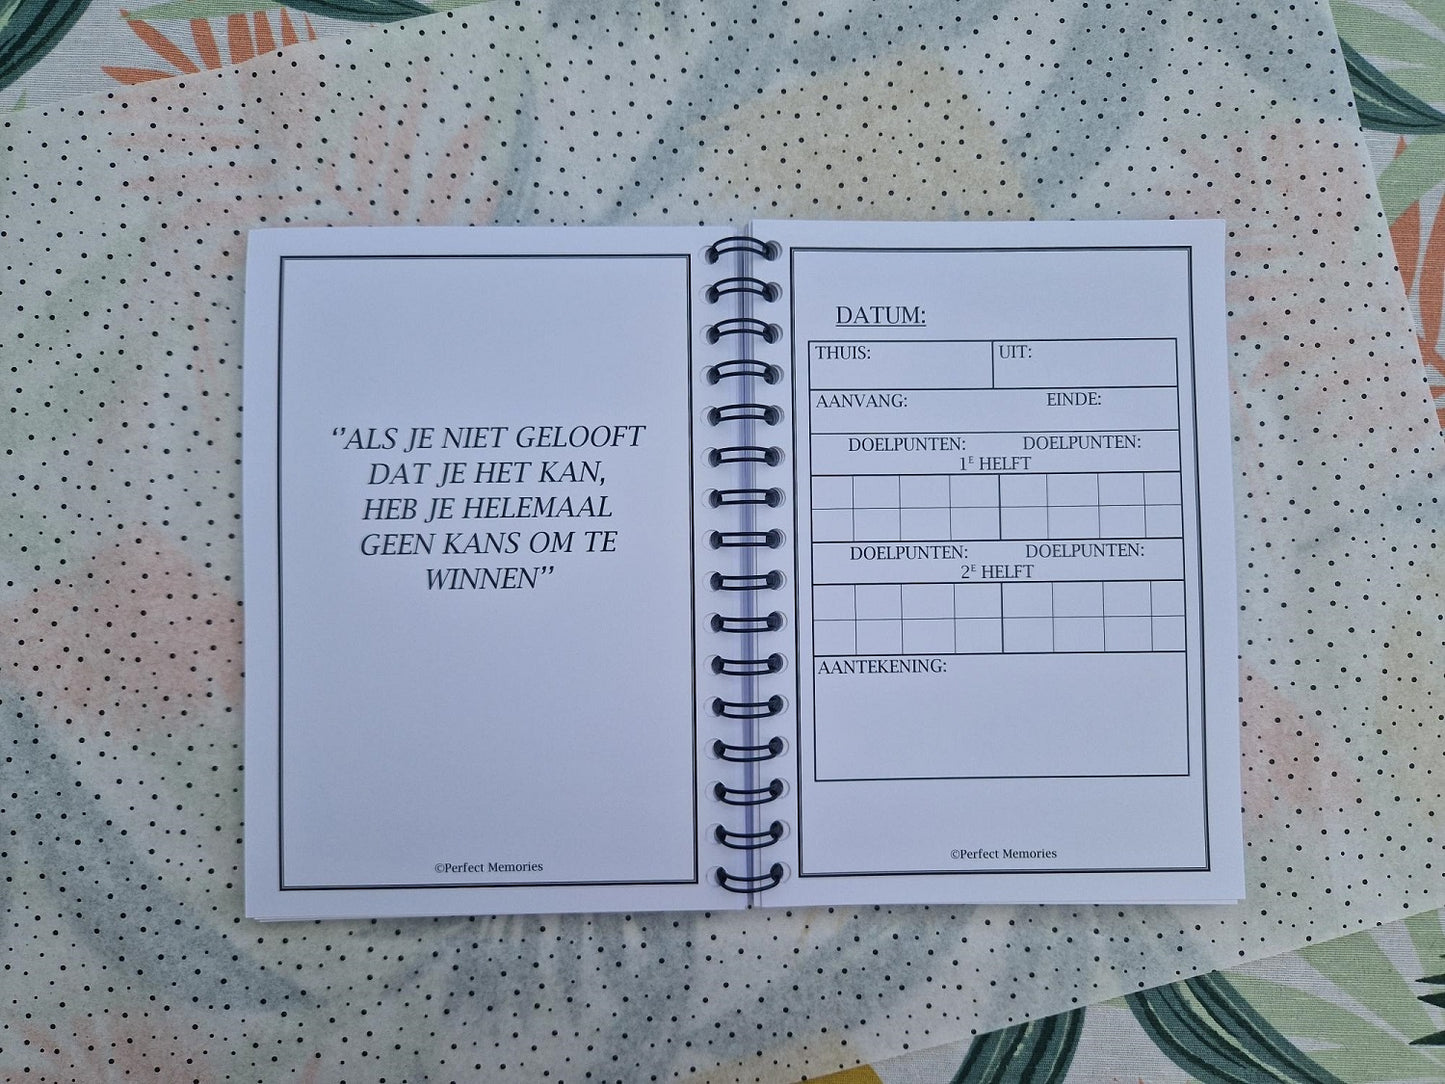 ‘’ALS JE NIET GELOOFT
DAT JE HET KAN,
HEB JE HELEMAAL
GEEN KANS OM TE
WINNEN’’
©Perfect Memories
DATUM:
THUIS: UIT:
AANVANG: EINDE:
DOELPUNTEN: DOELPUNTEN:
1E HELFT
DOELPUNTEN: DOELPUNTEN:
2E HELFT
AANTEKENING:
©Perfect Memories